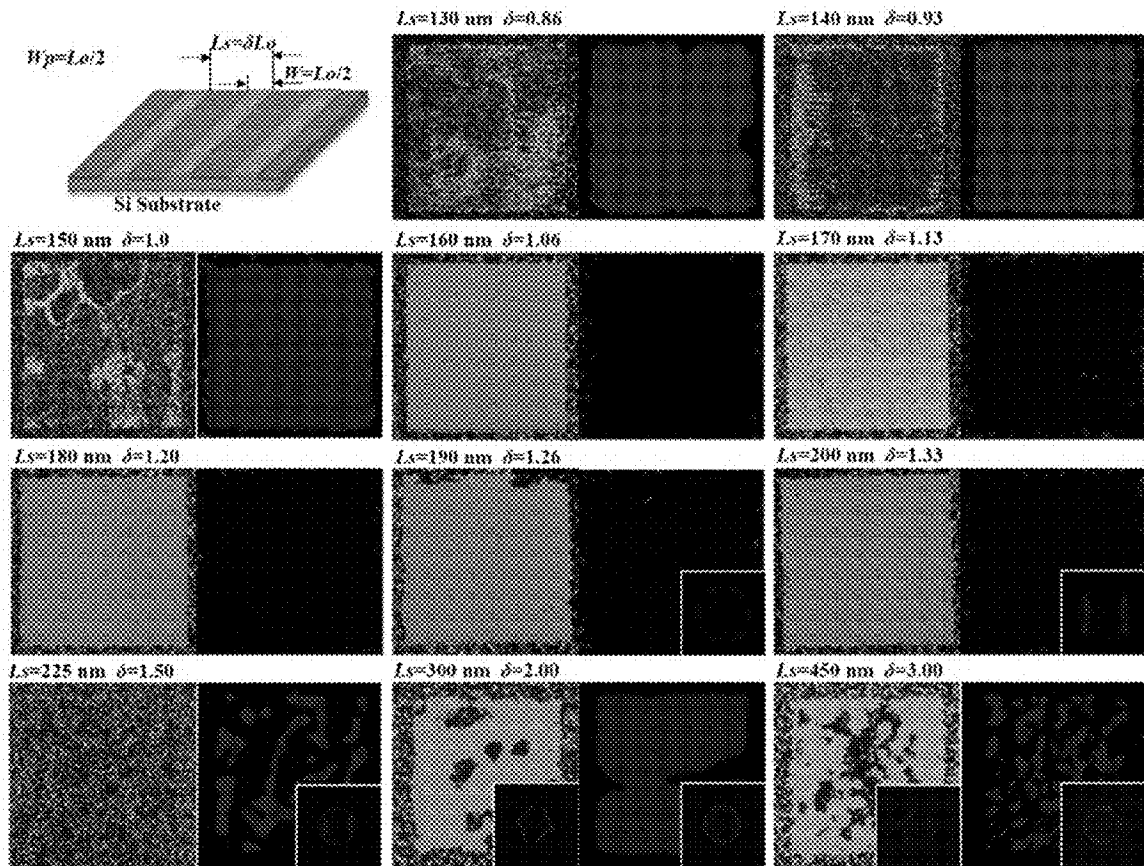 Ls=δLo
Wp=Lo/2
W=Lo/2
Si Substrate
Ls=130 nm δ=0.86
Ls=140 nm δ=0.93
Ls=150 nm δ=1.0
Ls=160 nm δ=1.06
Ls=170 nm δ=1.13
Ls=180 nm δ=1.20
Ls=190 nm δ=1.26
Ls=200 nm δ=1.33
Ls=225 nm δ=1.50
Ls=300 nm δ=2.00
Ls=450 nm δ=3.00